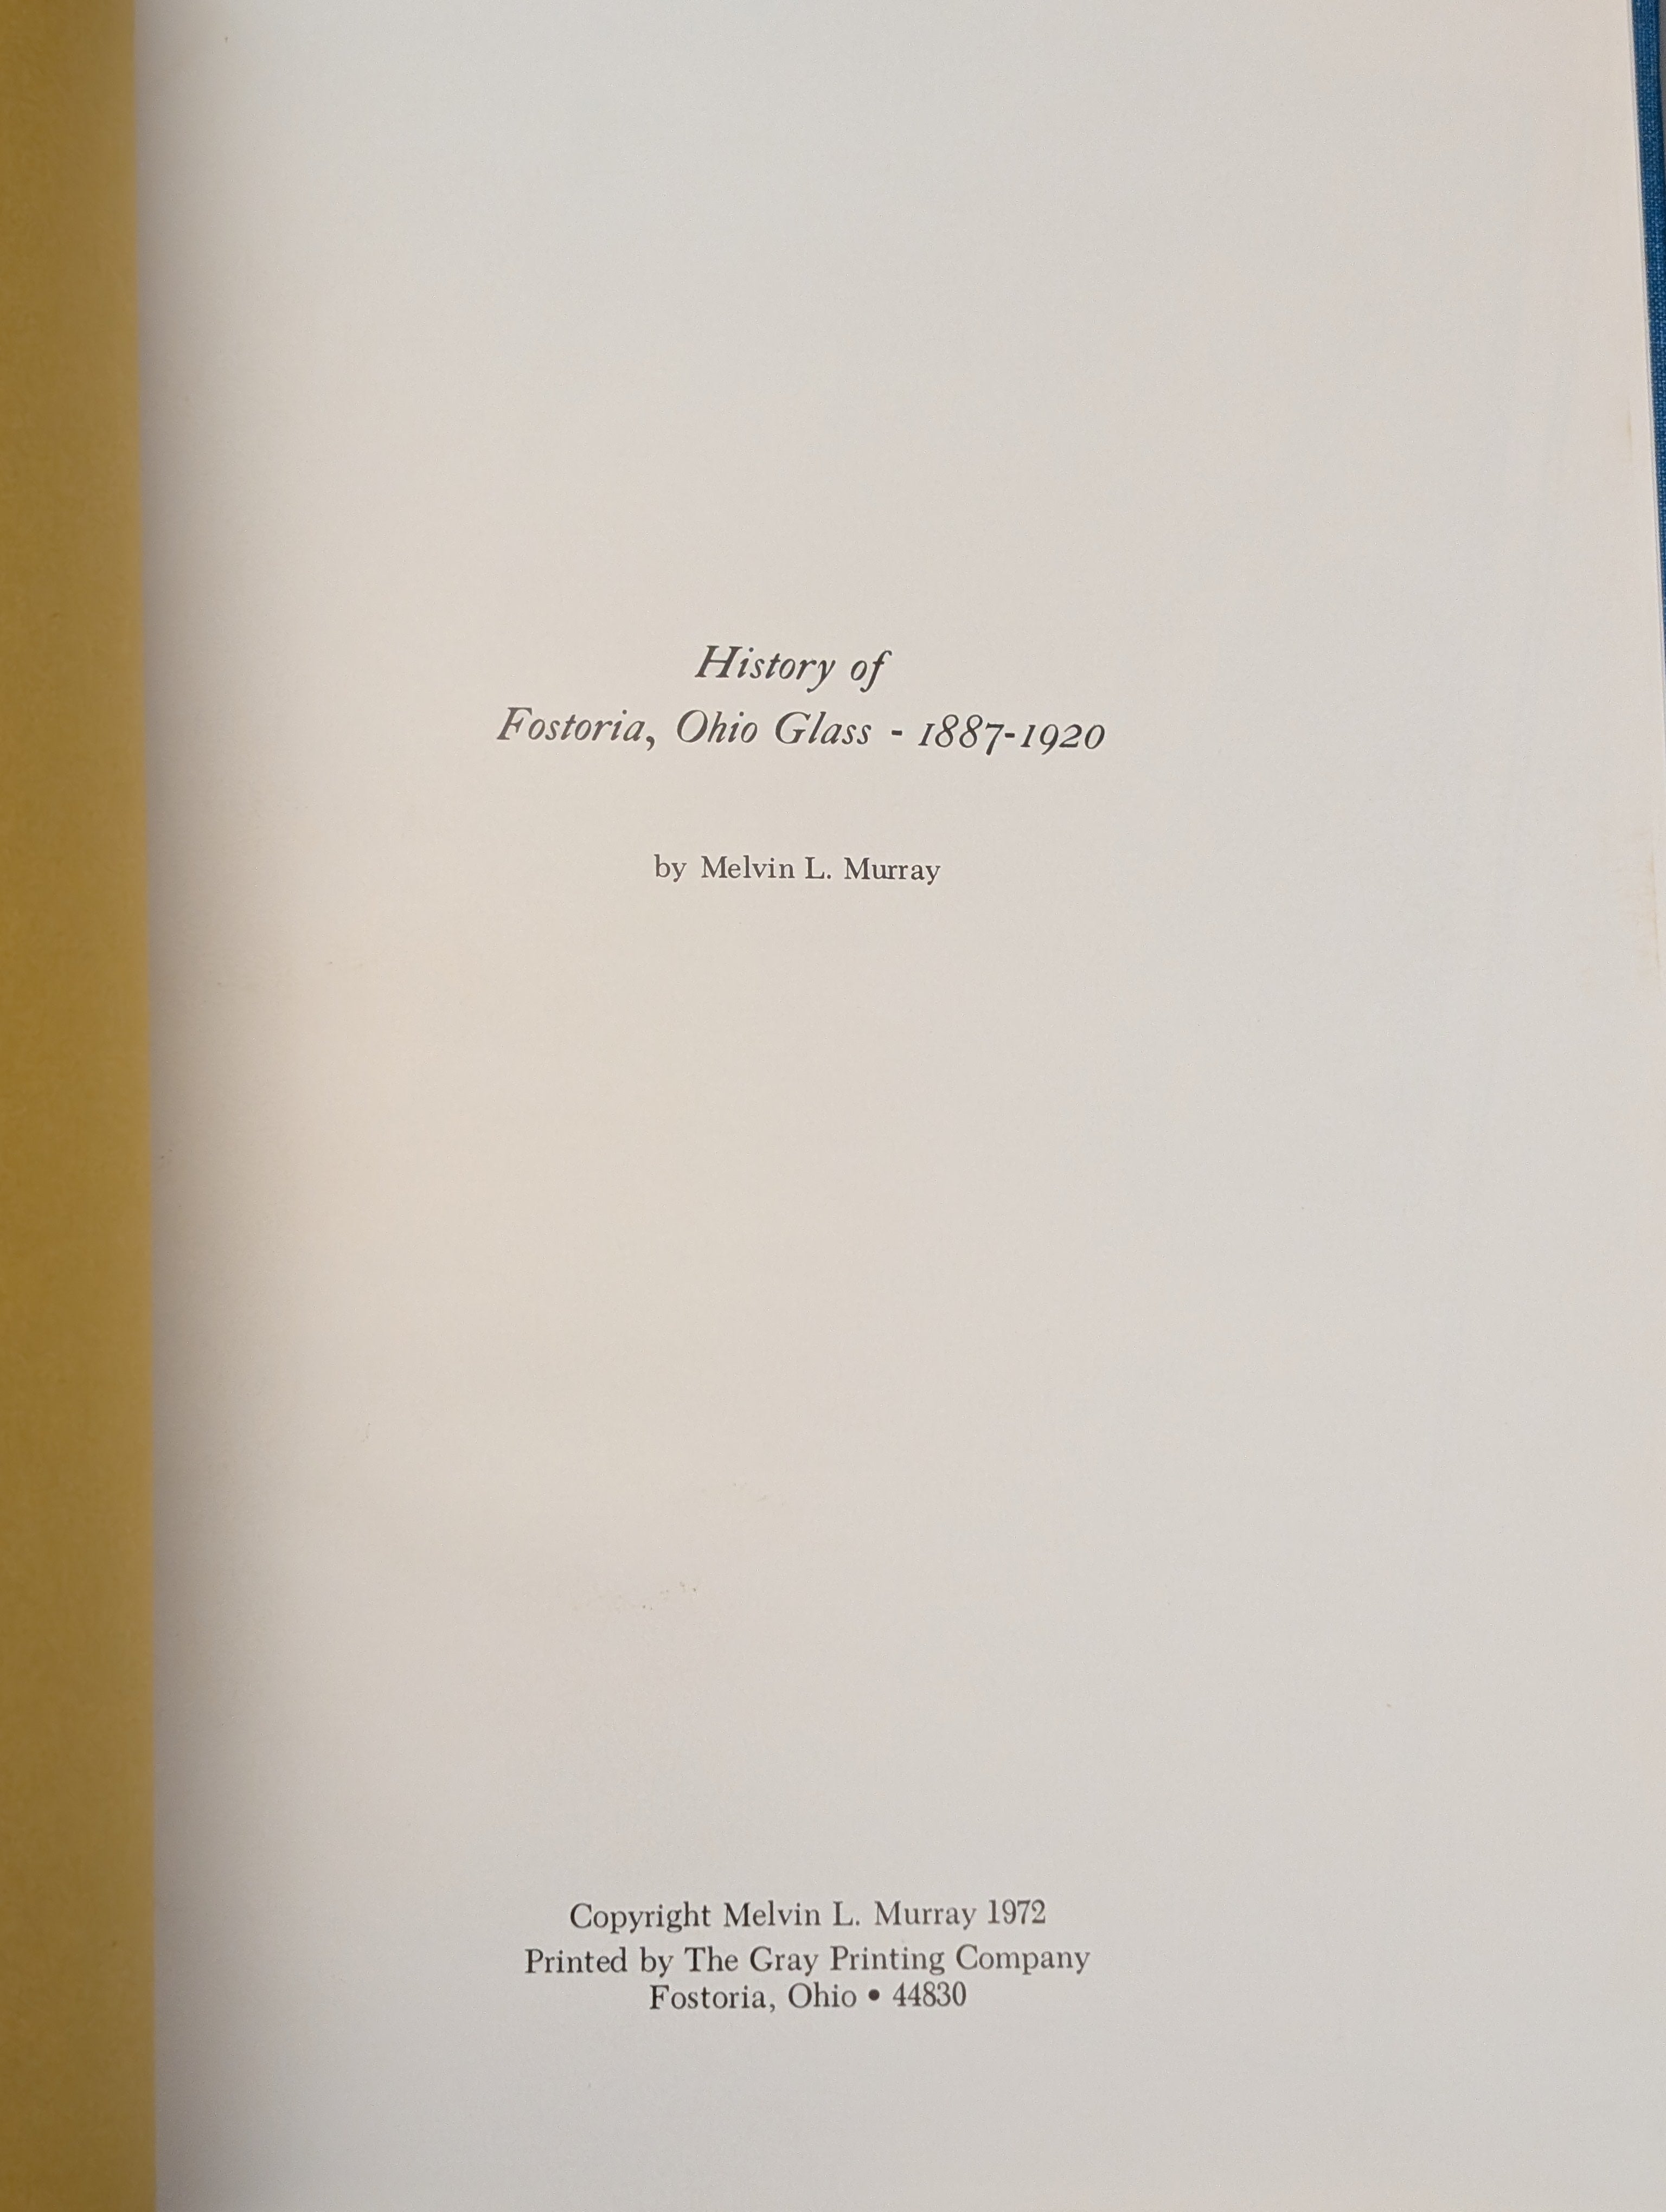 History of
Fostoria, Ohio Glass - 1887-1920
by Melvin L. Murray
Copyright Melvin L. Murray 1972
Printed by The Gray Printing Company
Fostoria, Ohio • 44830